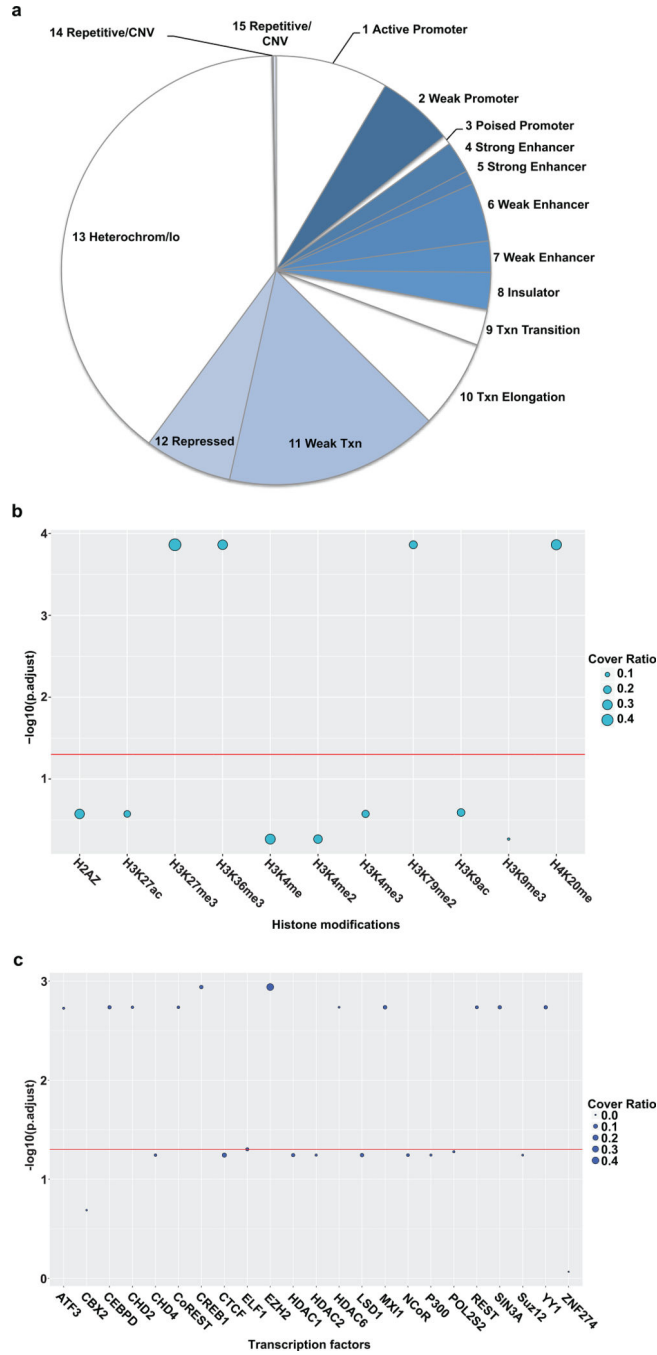 a
15 Repetitive/
CNV
14 Repetitive/CNV
1 Active Promoter
2 Weak Promoter
3 Poised Promoter
4 Strong Enhancer
5 Strong Enhancer
6 Weak Enhancer
7 Weak Enhancer
8 Insulator
9 Txn Transition
10 Txn Elongation
11 Weak Txn
12 Repressed
13 Heterochrom/lo
b
4
3
2
1
−log10(p.adjust)
Cover Ratio
0.1
0.2
0.3
0.4
H2AZ
H3K27ac
H3K27me3
H3K36me3
H3K4me
H3K4me2
H3K4me3
H3K79me2
H3K9ac
H3K9me3
H4K20me
Histone modifications
c
3
2
1
0
-log10(p.adjust)
Cover Ratio
0.0
0.1
0.2
0.3
0.4
ATF3
CBX2
CEBPD
CHD2
CHD4
CoREST
CREB1
CTCF
ELF1
EZH2
HDAC1
HDAC2
HDAC6
LSD1
MXI1
NCoR
P300
POL2S2
REST
SIN3A
Suz12
YY1
ZNF274
Transcription factors